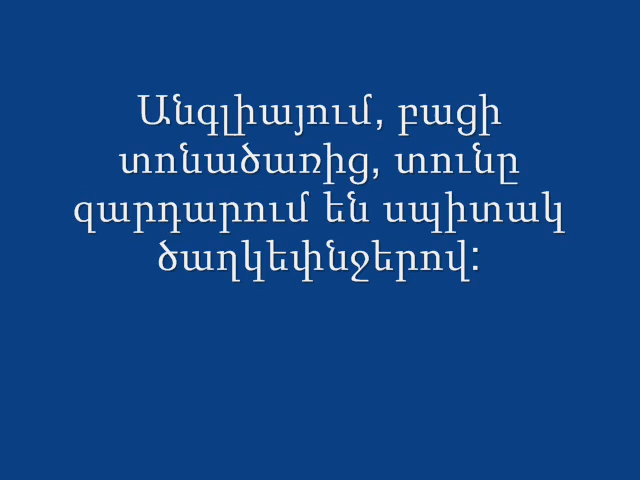 Անգլիայում, բացի
տոնածառից, տունը
զարդարում են սպիտակ
ծաղկեփնջերով: